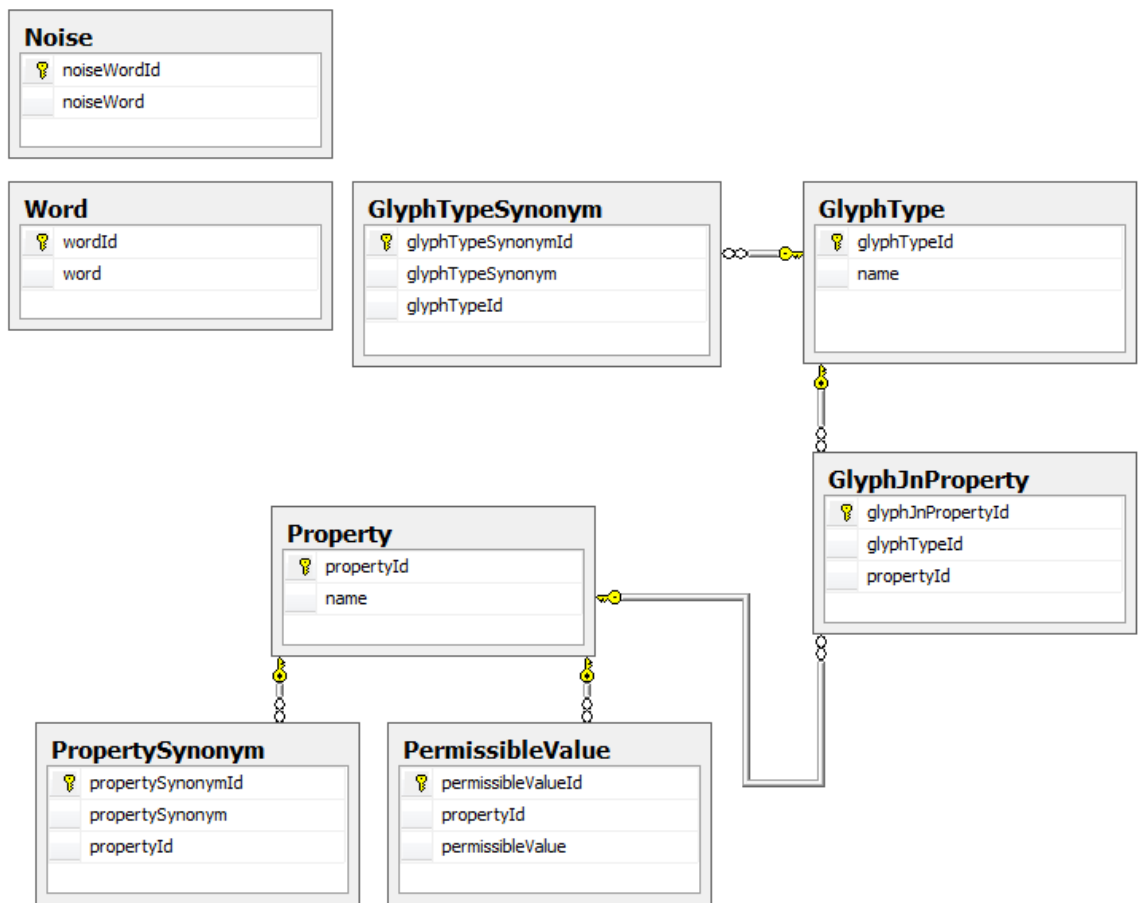 Noise
noiseWordId
noiseWord
Word
wordId
word
GlyphTypeSynonym
glyphTypeSynonymId
glyphTypeSynonym
glyphTypeId
GlyphType
glyphTypeId
name
GlyphJnProperty
glyphJnPropertyId
glyphTypeId
propertyId
Property
propertyId
name
PropertySynonym
propertySynonymId
propertySynonym
propertyId
PermissibleValue
permissibleValueId
propertyId
permissibleValue